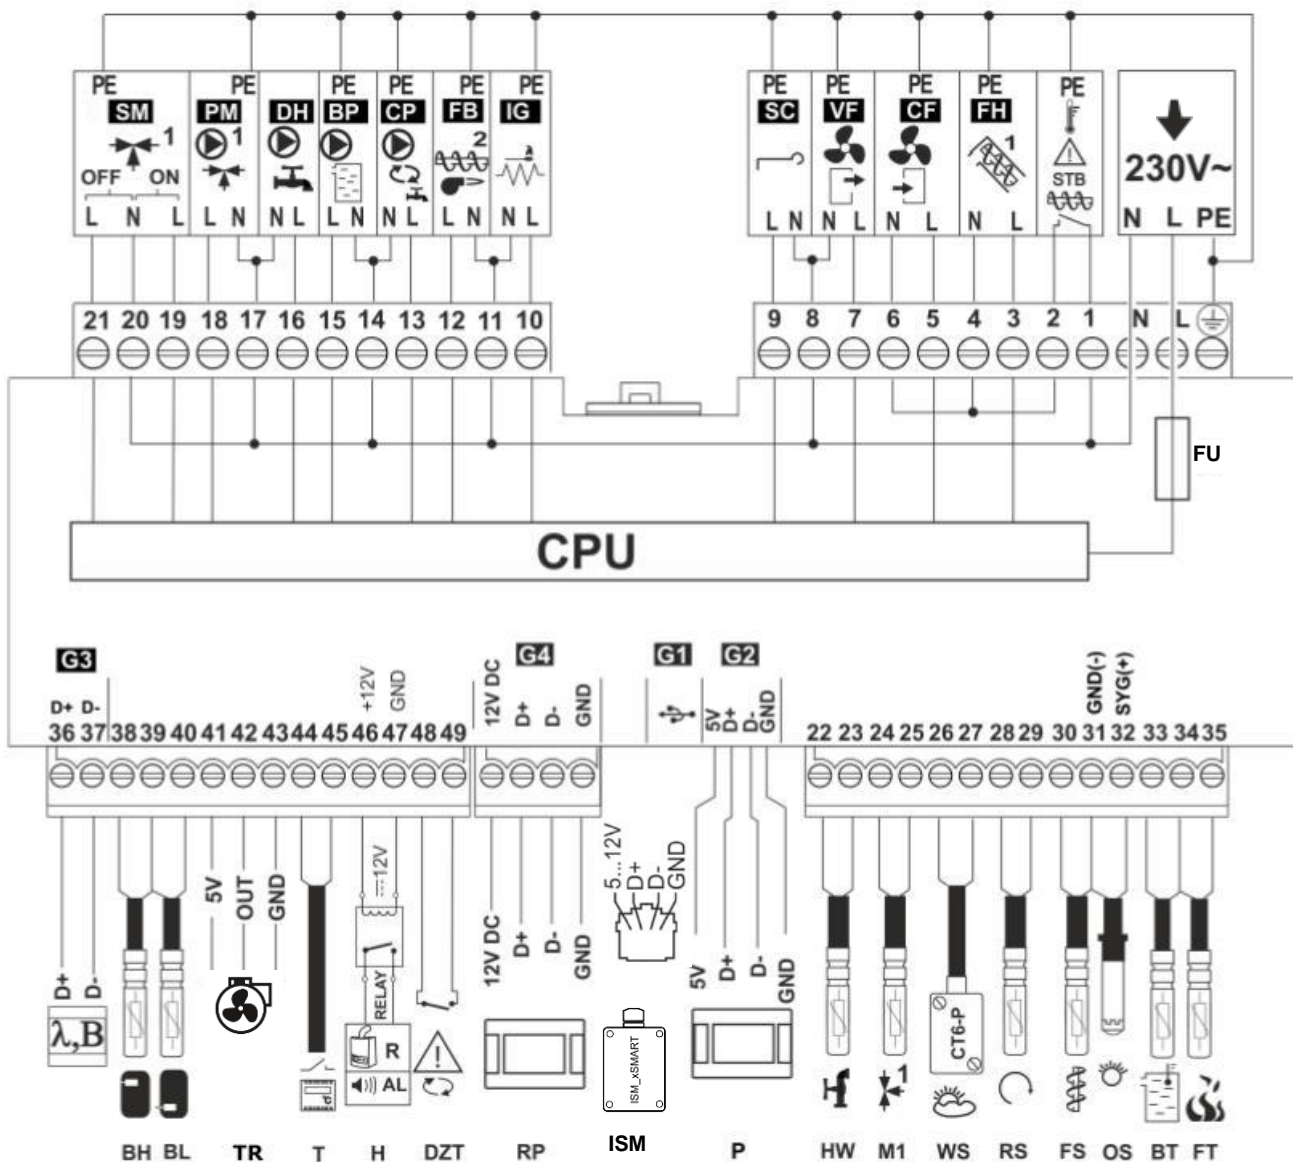 PE PE PE PE PE PE
SM PM DH BP CP FB IG
1 1 2
OFF ON
L N L L N N L L N N L L N N L
21 20 19 18 17 16 15 14 13 12 11 10
PE PE PE PE PE
SC VF CF FH
1
STB
L N N L N L N L
230V~
N L PE
9 8 7 6 5 4 3 2 1 N L
FU
CPU
G3
D+ D-
36 37 38 39 40 41 42 43 44 45 46 47 48 49
+12V GND
G4
12V DC D+ D- GND
G1 G2
5V D+ D- GND
GND(-) SYG(+)
22 23 24 25 26 27 28 29 30 31 32 33 34 35
D+ D-
λ,B
5V OUT GND
12V
RELAY
R
AL
12V DC D+ D- GND
5...12V D+ D- GND
ISM_xSMART
5V D+ D- GND
CT6-P
1
BH BL TR T H DZT RP ISM P HW M1 WS RS FS OS BT FT